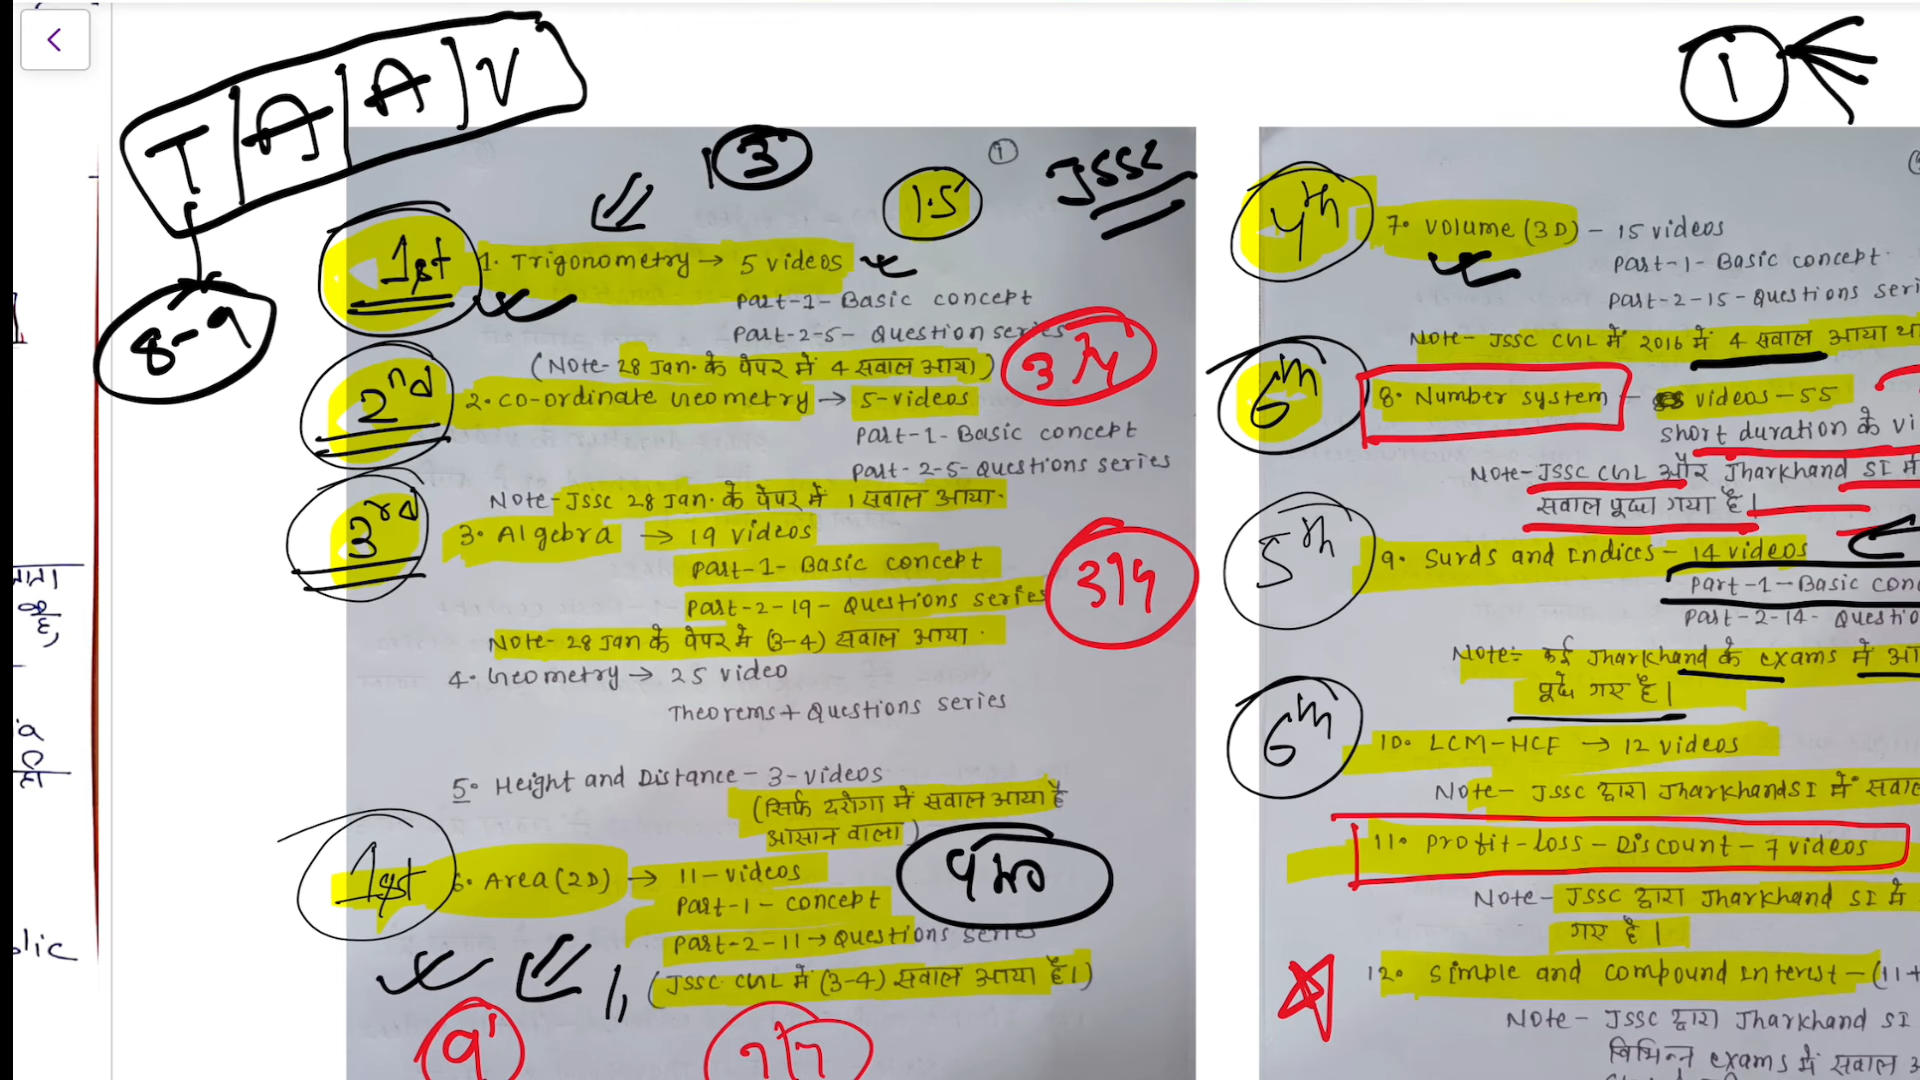 T A A V
8-9
3
1.5
①
JSSC
1st
1. Trigonometry → 5 videos
Part-1- Basic concept
Part-2-5- Question series
(Note- 28 Jan. के पेपर में 4 सवाल आया)
2nd
2. Co-ordinate Geometry → 5-videos
Part-1- Basic concept
Part-2-5-Questions series
Note-JSSC 28 Jan. के पेपर में 1 सवाल आया.
3rd
3. Algebra → 19 videos
Part-1- Basic concept
Part-2-19- Questions series
Note- 28 Jan के पेपर में (3-4) सवाल आया.
4. Geometry → 25 video
Theorems + Questions series
5. Height and Distance - 3-videos
(सिर्फ दरोगा में सवाल आया है
आसान वाला)
1st
6. Area (2D) → 11-videos
Part-1 - concept
Part-2-11→Questions series
(JSSC CGL में (3-4) सवाल आया है।)
1
4th
7. Volume (3D) - 15 videos
Part-1- Basic concept.
Part-2-15-Questions seri
Note- JSSC CGL में 2016 में 4 सवाल आया था
8. Number system - videos - 55
short duration के vi
Note-JSSC CGL और Jharkhand SI में
सवाल पूछा गया है।
5th
9. Surds and Indices- 14 videos
Part-1-Basic con
Part-2-14- Questio
Note:- कई Jharkhand के exams में आ
पूछे गए है।
6th
10. LCM-HCF → 12 videos
Note- JSSC द्वारा Jharkhand SI में सवाल
11. Profit-loss-Discount-7 videos
Note- JSSC द्वारा Jharkhand SI में
गए है।
12. Simple and compound Interest-(11+
Note- JSSC द्वारा Jharkhand SI
विभिन्न exams में सवाल